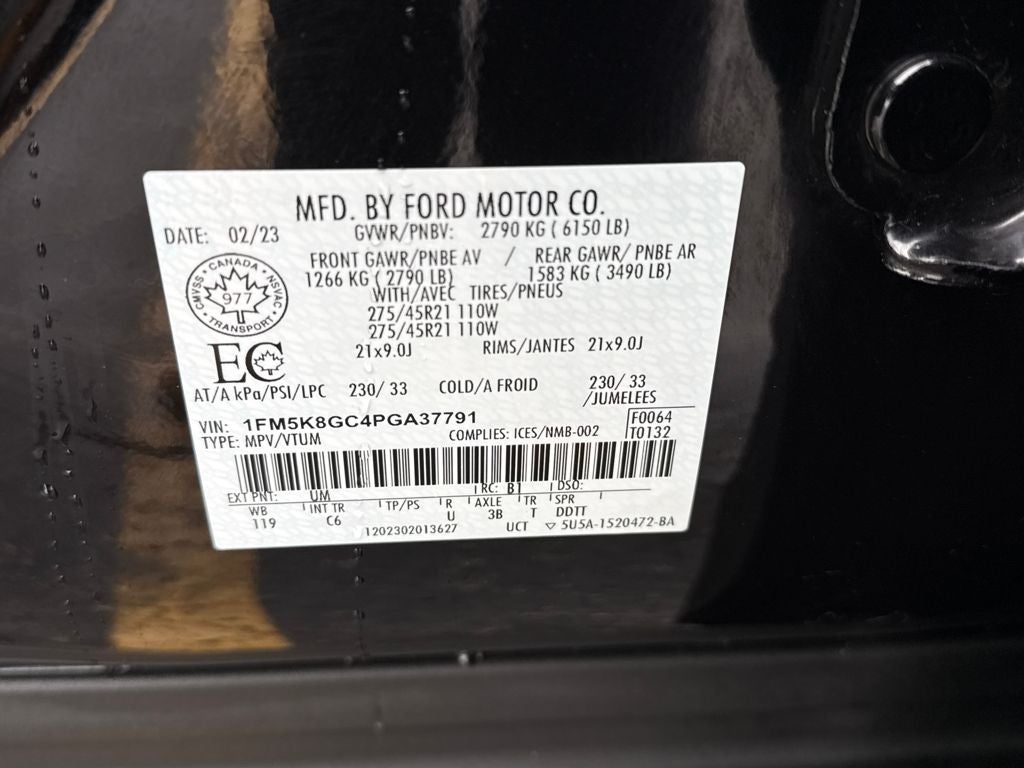 MFD. BY FORD MOTOR CO.
DATE: 02/23 GVWR/PNBV: 2790 KG ( 6150 LB)
FRONT GAWR/PNBE AV / REAR GAWR/ PNBE AR
1266 KG ( 2790 LB) 1583 KG ( 3490 LB)
WITH/AVEC TIRES/PNEUS
275/45R21 110W
275/45R21 110W
21x9.0J RIMS/JANTES 21x9.0J
CANADA
CMVSS 977 NSVAC
TRANSPORT
EC
AT/A kPa/PSI/LPC 230/ 33 COLD/A FROID 230/ 33
/JUMELEES
VIN: 1FM5K8GC4PGA37791 F0064
TYPE: MPV/VTUM COMPLIES: ICES/NMB-002 T0132
EXT PNT: UM RC: B1 DSO:
WB INT TR TP/PS R AXLE TR SPR
119 C6 U 3B T DDTT
1202302013627 UCT ▽ 5U5A-1520472-BA